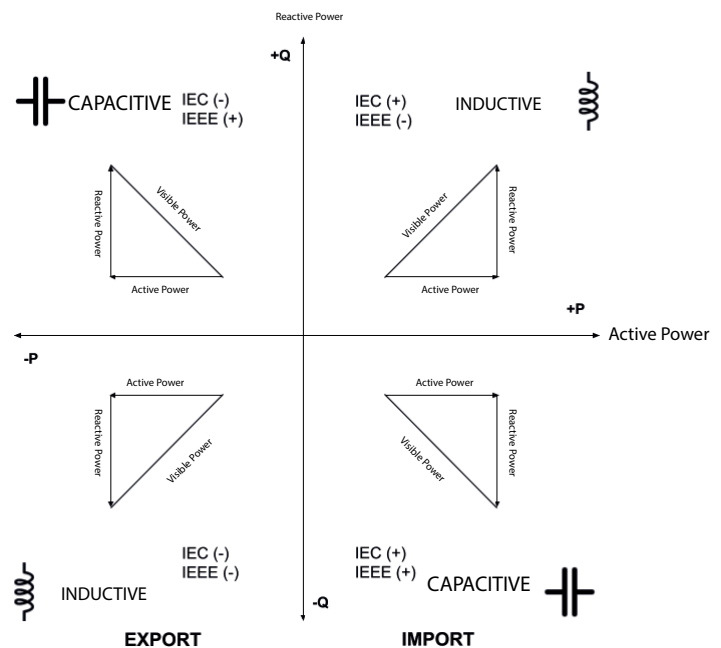 Reactive Power
+Q
CAPACITIVE
IEC (-)
IEEE (+)
IEC (+)
IEEE (-)
INDUCTIVE
Reactive Power
Visible Power
Active Power
Visible Power
Reactive Power
Active Power
+P
Active Power
-P
Active Power
Reactive Power
Visible Power
Active Power
Visible Power
Reactive Power
IEC (-)
IEEE (-)
INDUCTIVE
IEC (+)
IEEE (+)
CAPACITIVE
-Q
EXPORT
IMPORT